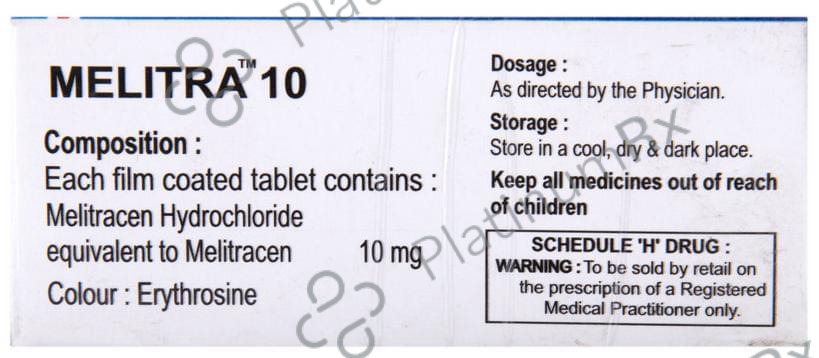 MELITRA™ 10
Composition :
Each film coated tablet contains :
Melitracen Hydrochloride
equivalent to Melitracen 10 mg
Colour : Erythrosine
Dosage :
As directed by the Physician.
Storage :
Store in a cool, dry & dark place.
Keep all medicines out of reach
of children
SCHEDULE 'H' DRUG :
WARNING : To be sold by retail on
the prescription of a Registered
Medical Practitioner only.
PlatinumRx